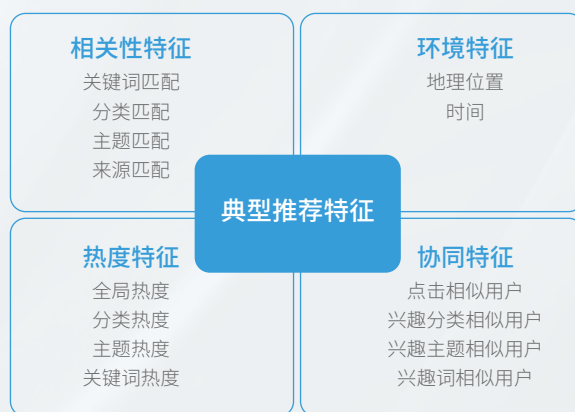 相关性特征
关键词匹配
分类匹配
主题匹配
来源匹配
环境特征
地理位置
时间
典型推荐特征
热度特征
全局热度
分类热度
主题热度
关键词热度
协同特征
点击相似用户
兴趣分类相似用户
兴趣主题相似用户
兴趣词相似用户